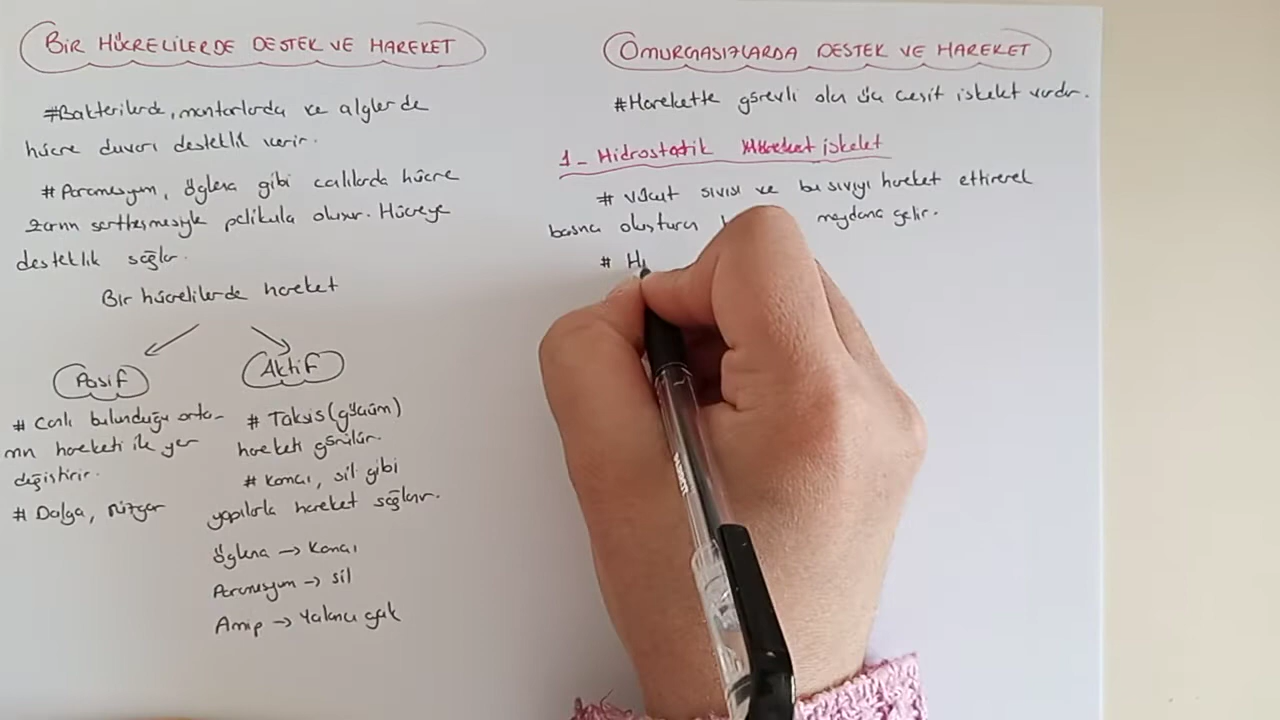 BİR HÜCRELİLERDE DESTEK VE HAREKET
#Bakterilerde, mantarlarda ve alglerde
hücre duvarı desteklik verir.
# Paramesyum, öglena gibi canlılarda hücre
zarının sertleşmesiyle pelikula oluşur. Hücreye
desteklik sağlar.
Bir hücrelilerde hareket
Pasif
# Canlı bulunduğu orta-
mın hareketi ile yer
değiştirir.
# Dalga, rüzgar
Aktif
# Taksis (göçüm)
hareketi görülür.
# Kamçı, sil gibi
yapılarla hareket sağlanır.
öglena → Kamçı
Paramesyum → sil
Amip → Yalancı ayak
OMURGASIZLARDA DESTEK VE HAREKET
#Harekette görevli olan üç çeşit iskelet vardır.
1- Hidrostatik iskelet
# Vücut sıvısı ve bu sıvıyı hareket ettirerek
basıncı oluşturan meydana gelir.
# H